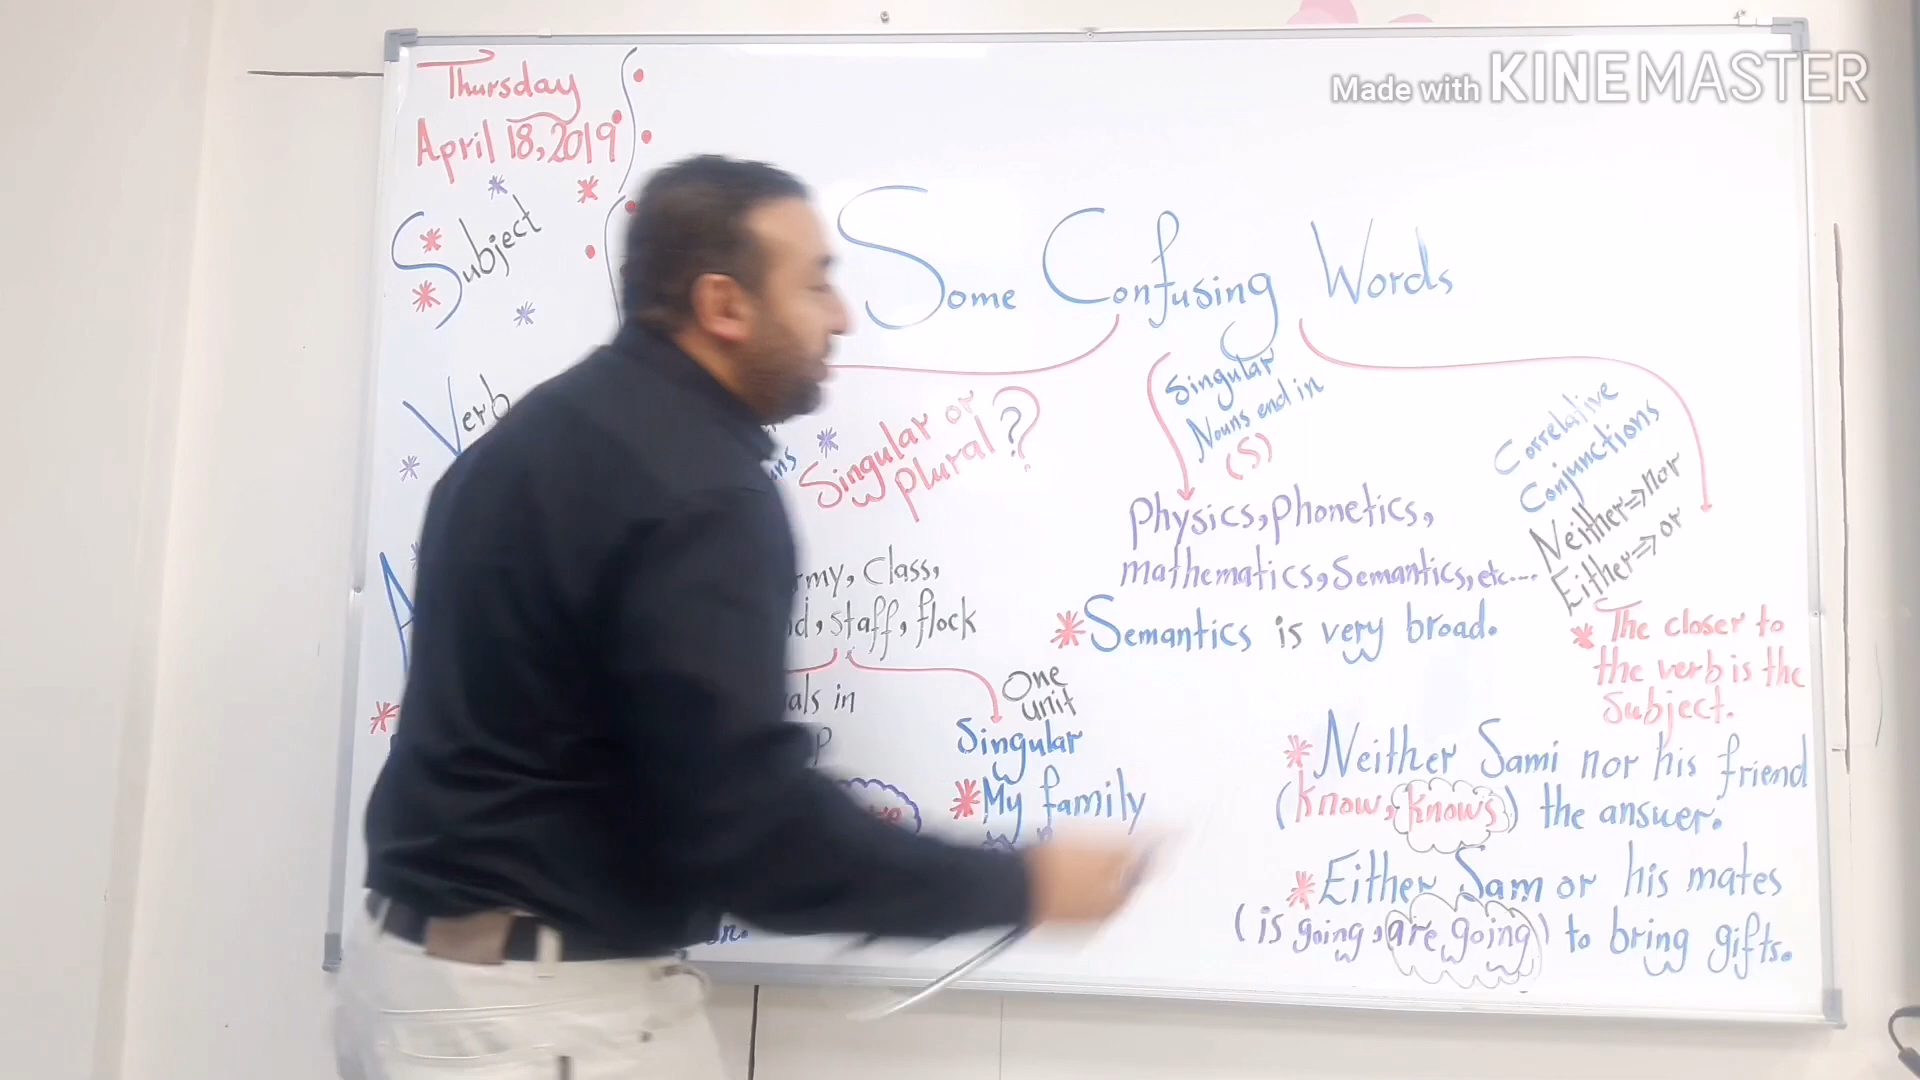 Made with KINEMASTER
Thursday
April 18, 2019
Subject
Verb
Some Confusing Words
Singular or
plural?
class,
staff, flock
in
One
unit
Singular
My family
Singular
Nouns end in
(S)
Physics, Phonetics,
mathematics, Semantics, etc....
Semantics is very broad.
Correlative
Conjunctions
Neither => nor
Either => or
The closer to
the verb is the
Subject.
Neither Sami nor his friend
(know, knows) the answer.
Either Sam or his mates
(is going, are going) to bring gifts.